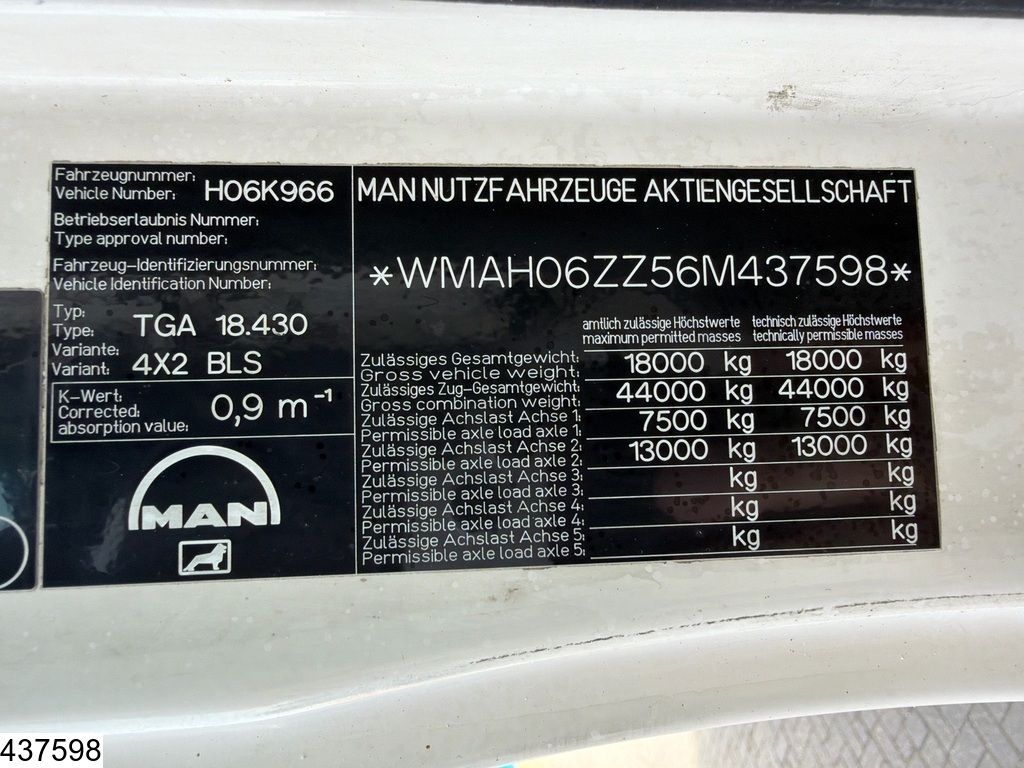 Fahrzeugnummer:
Vehicle Number: H06K966
Betriebserlaubnis Nummer:
Type approval number:
Fahrzeug-Identifizierungsnummer:
Vehicle Identification Number:
Typ:
Type: TGA 18.430
Variante:
Variant: 4X2 BLS
K-Wert:
Corrected: 0,9 m⁻¹
absorption value:
MAN
MAN NUTZFAHRZEUGE AKTIENGESELLSCHAFT
*WMAH06ZZ56M437598*
amtlich zulässige Höchstwerte technisch zulässige Höchstwerte
maximum permitted masses technically permissible masses
Zulässiges Gesamtgewicht: 18000 kg 18000 kg
Gross vehicle weight:
Zulässiges Zug-Gesamtgewicht: 44000 kg 44000 kg
Gross combination weight:
Zulässige Achslast Achse 1: 7500 kg 7500 kg
Permissible axle load axle 1:
Zulässige Achslast Achse 2: 13000 kg 13000 kg
Permissible axle load axle 2:
Zulässige Achslast Achse 3: kg kg
Permissible axle load axle 3:
Zulässige Achslast Achse 4: kg kg
Permissible axle load axle 4:
Zulässige Achslast Achse 5: kg kg
Permissible axle load axle 5:
437598